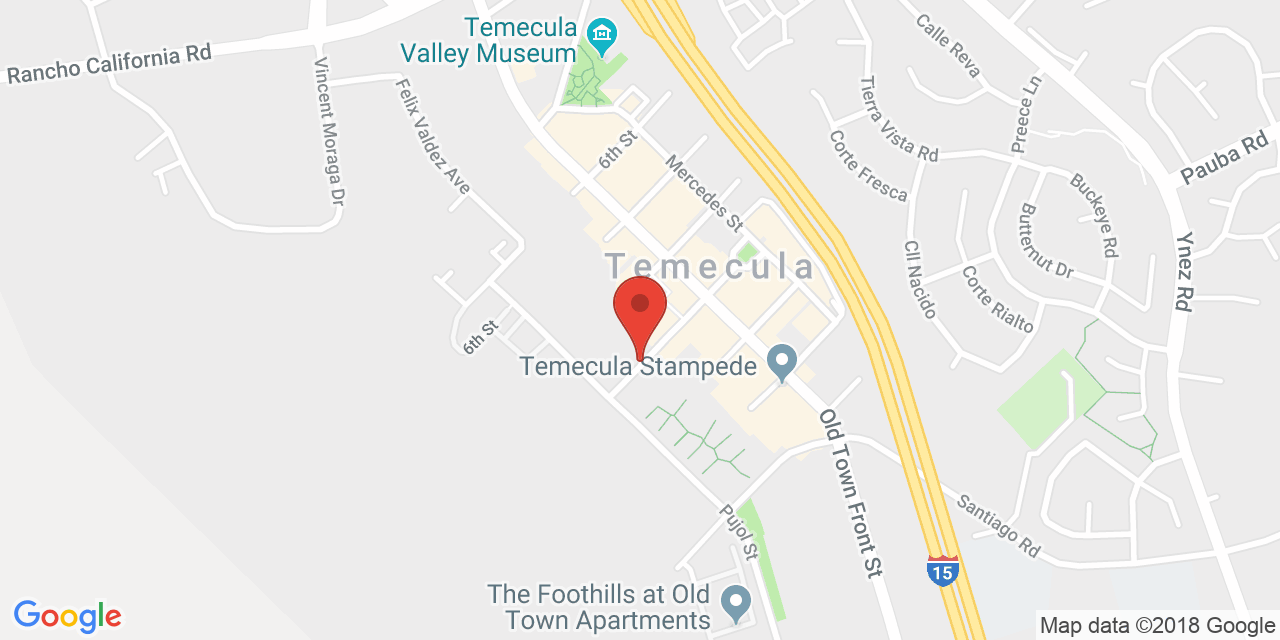 Temecula
Valley Museum
Rancho California Rd
Vincent Moraga Dr
Felix Valdez Ave
6th St
Mercedes St
Calle Reva
Preece Ln
Tierra Vista Rd
Corte Fresca
Pauba Rd
Buckeye Rd
Butternut Dr
Cll Nacido
Corte Rialto
Ynez Rd
Temecula
6th St
Temecula Stampede
Old Town Front St
Santiago Rd
Pujol St
15
The Foothills at Old
Town Apartments
Google
Map data ©2018 Google